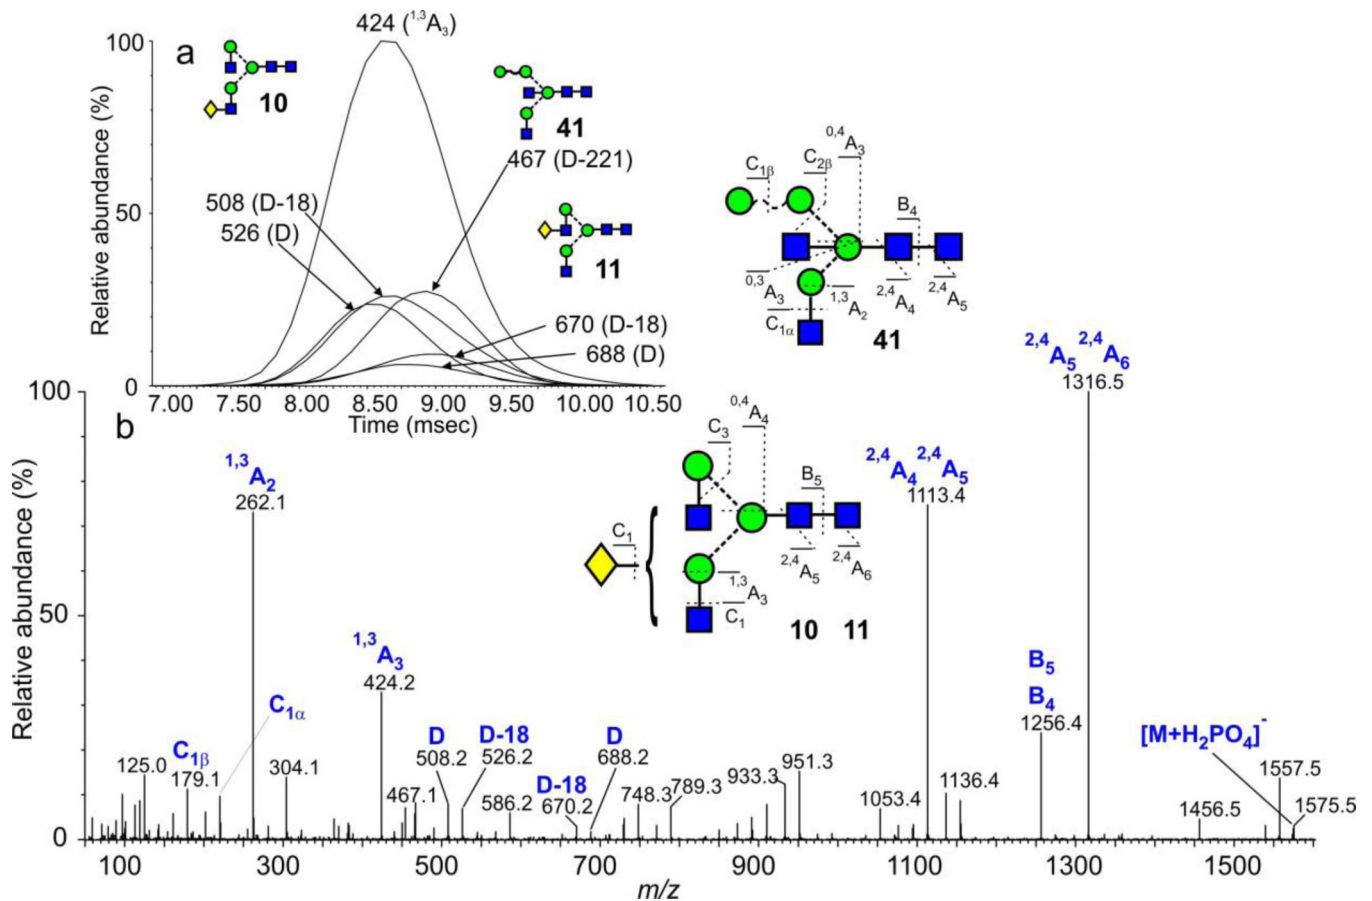 424 (1,3A3)
100
a
10
41
467 (D-221)
508 (D-18)
526 (D)
50
11
670 (D-18)
688 (D)
0
Relative abundance (%)
7.00 7.50 8.00 8.50 9.00 9.50 10.00 10.50
Time (msec)
0,4A3
C1β C2β
B4
0,3A3
1,3A2
2,4A4
2,4A5
C1α
41
b
100
50
0
Relative abundance (%)
2,4A5 2,4A6
1316.5
1,3A2
262.1
2,4A4 2,4A5
1113.4
0,4A4
C3
B5
C1
2,4A5
2,4A6
1,3A3
C1
10 11
1,3A3
424.2
C1α
C1β
179.1
125.0
304.1
467.1
D
508.2
D-18
526.2
586.2
D-18
670.2
D
688.2
748.3
789.3
933.3
951.3
1053.4
1136.4
B5
B4
1256.4
[M+H2PO4]-
1456.5
1557.5
1575.5
100 300 500 700 900 1100 1300 1500
m/z